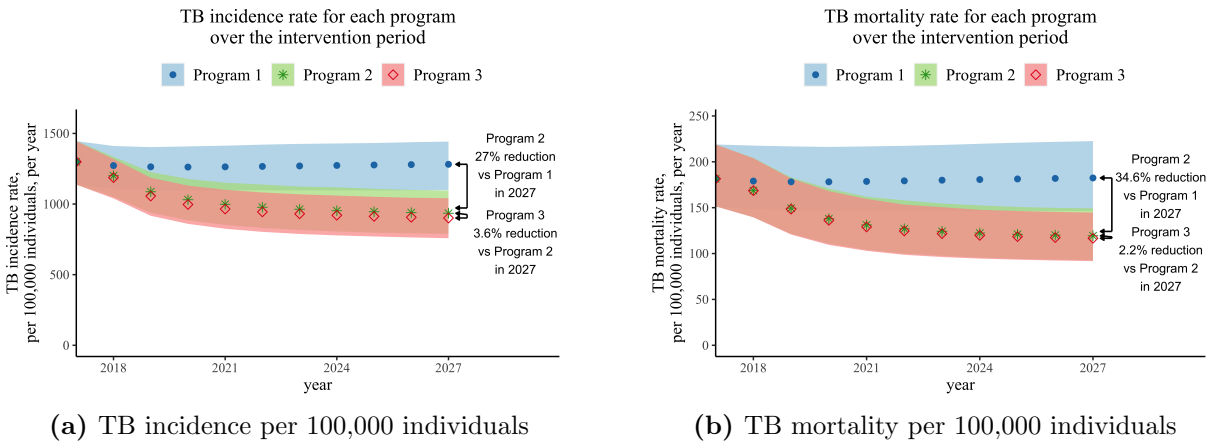 TB incidence rate for each program
over the intervention period
Program 1
Program 2
Program 3
TB incidence rate,
per 100,000 individuals, per year
1500
1000
500
0
2018
2021
2024
2027
year
Program 2
27% reduction
vs Program 1
in 2027
Program 3
3.6% reduction
vs Program 2
in 2027
(a) TB incidence per 100,000 individuals
TB mortality rate for each program
over the intervention period
Program 1
Program 2
Program 3
TB mortality rate,
per 100,000 individuals, per year
250
200
150
100
50
0
2018
2021
2024
2027
year
Program 2
34.6% reduction
vs Program 1
in 2027
Program 3
2.2% reduction
vs Program 2
in 2027
(b) TB mortality per 100,000 individuals